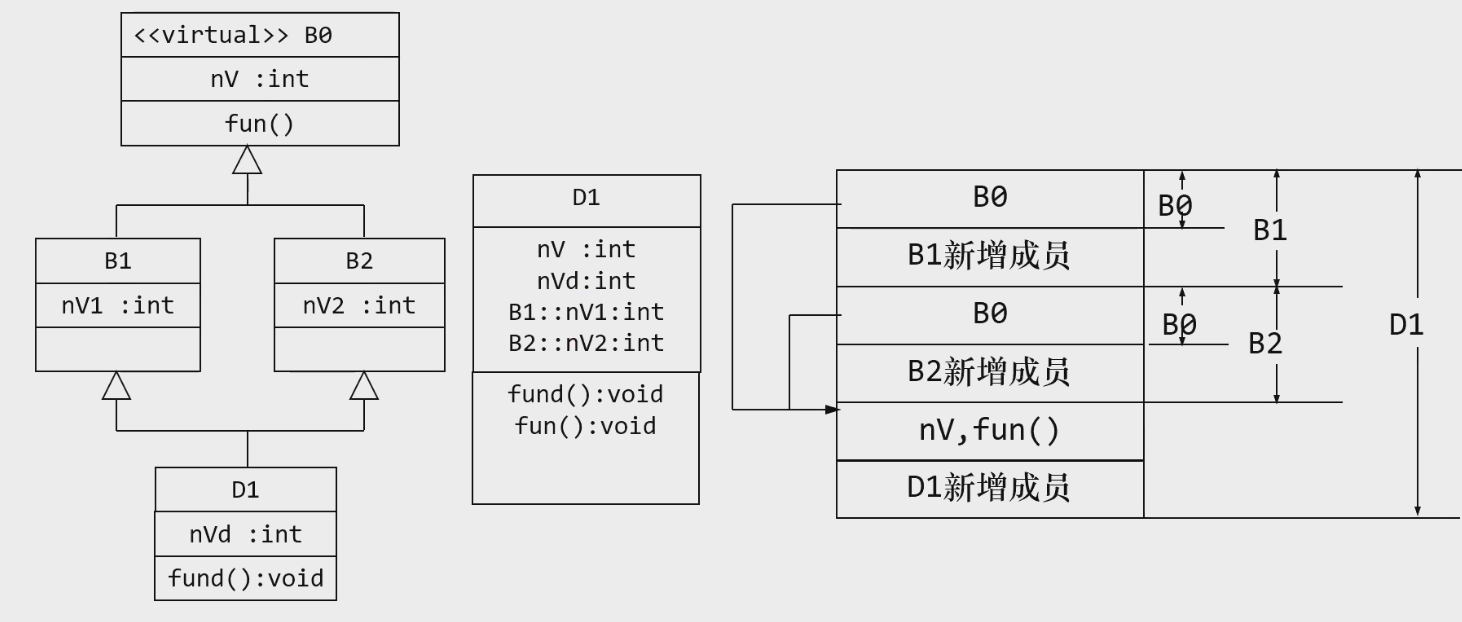 <<virtual>> B0
nV :int
fun()
B1
nV1 :int
B2
nV2 :int
D1
nVd :int
fund():void
D1
nV :int
nVd:int
B1::nV1:int
B2::nV2:int
fund():void
fun():void
B0
B1新增成员
B0
B2新增成员
nV,fun()
D1新增成员
B0
B1
B0
B2
D1